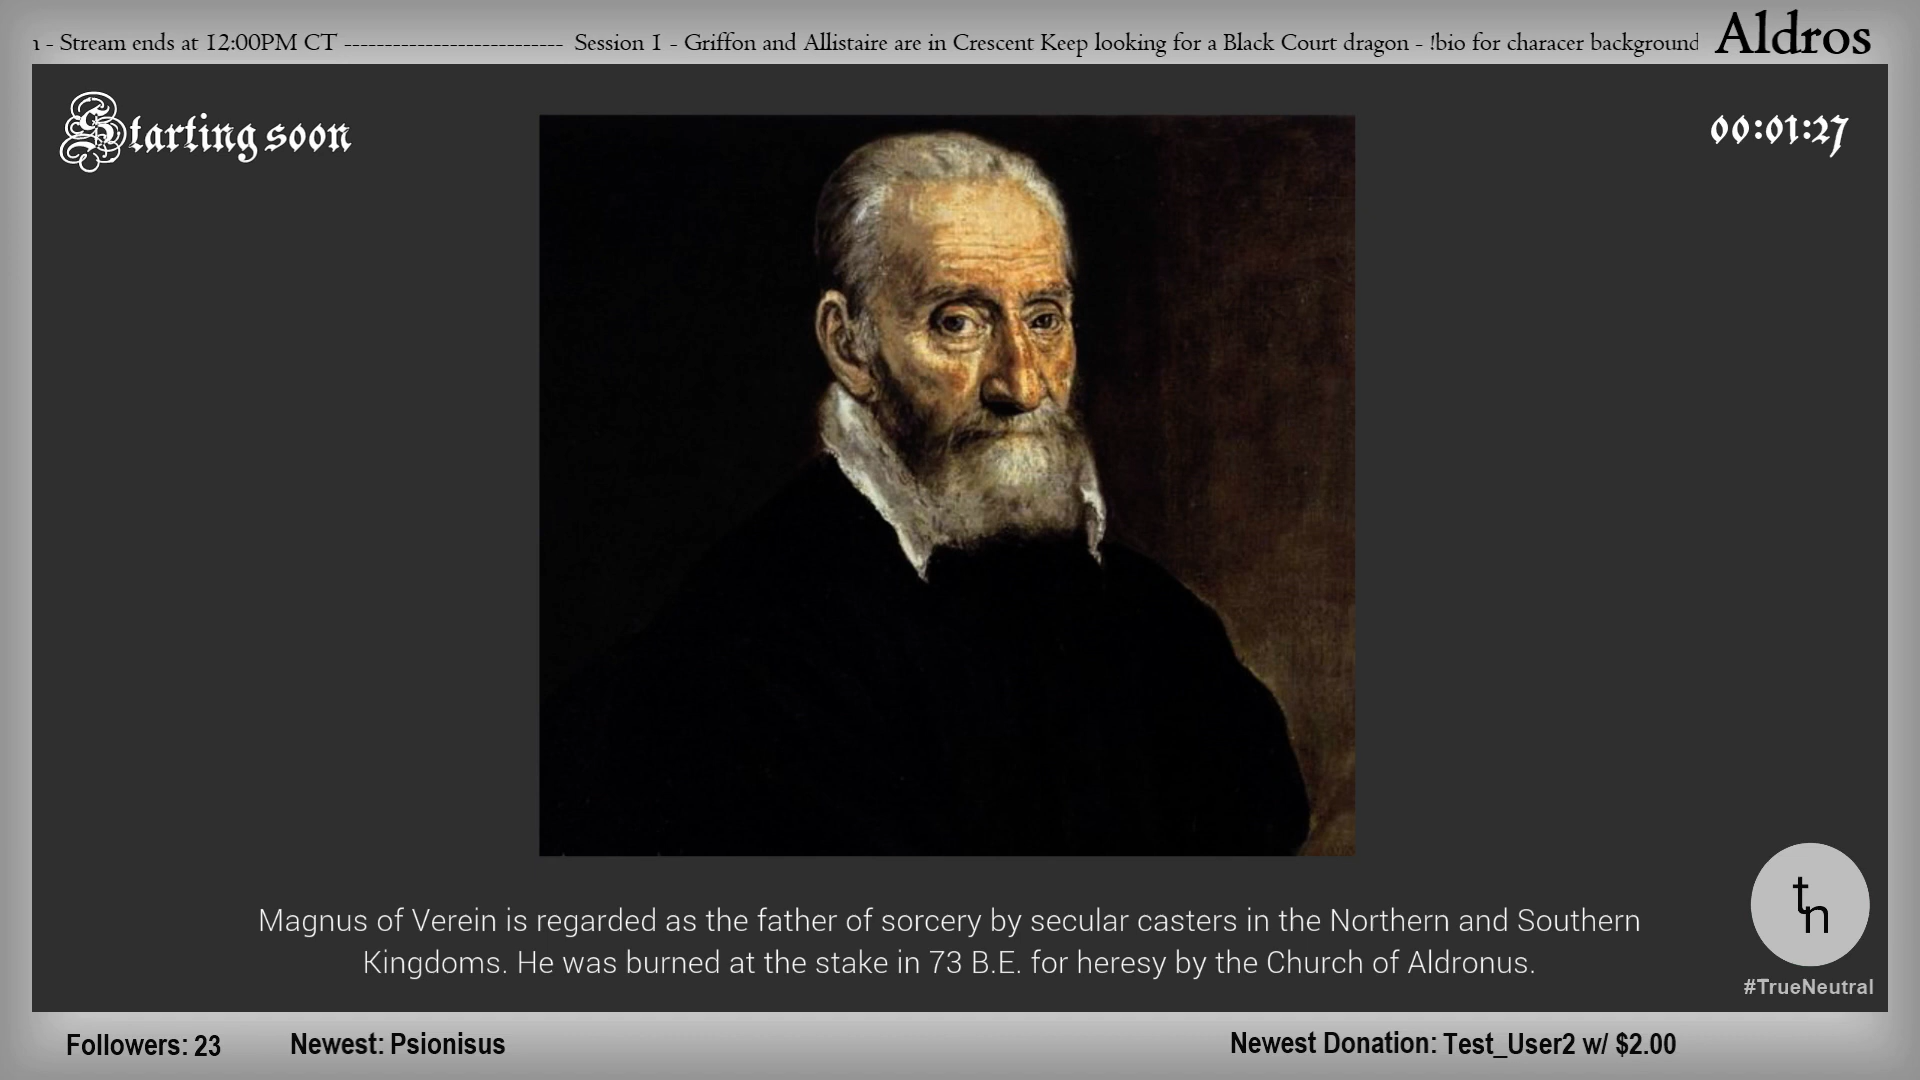 - Stream ends at 12:00PM CT --------------------------- Session 1 - Griffon and Allistaire are in Crescent Keep looking for a Black Court dragon - !bio for characer background
Aldros
Starting soon
00:01:27
Magnus of Verein is regarded as the father of sorcery by secular casters in the Northern and Southern
Kingdoms. He was burned at the stake in 73 B.E. for heresy by the Church of Aldronus.
tn
#TrueNeutral
Followers: 23
Newest: Psionisus
Newest Donation: Test_User2 w/ $2.00